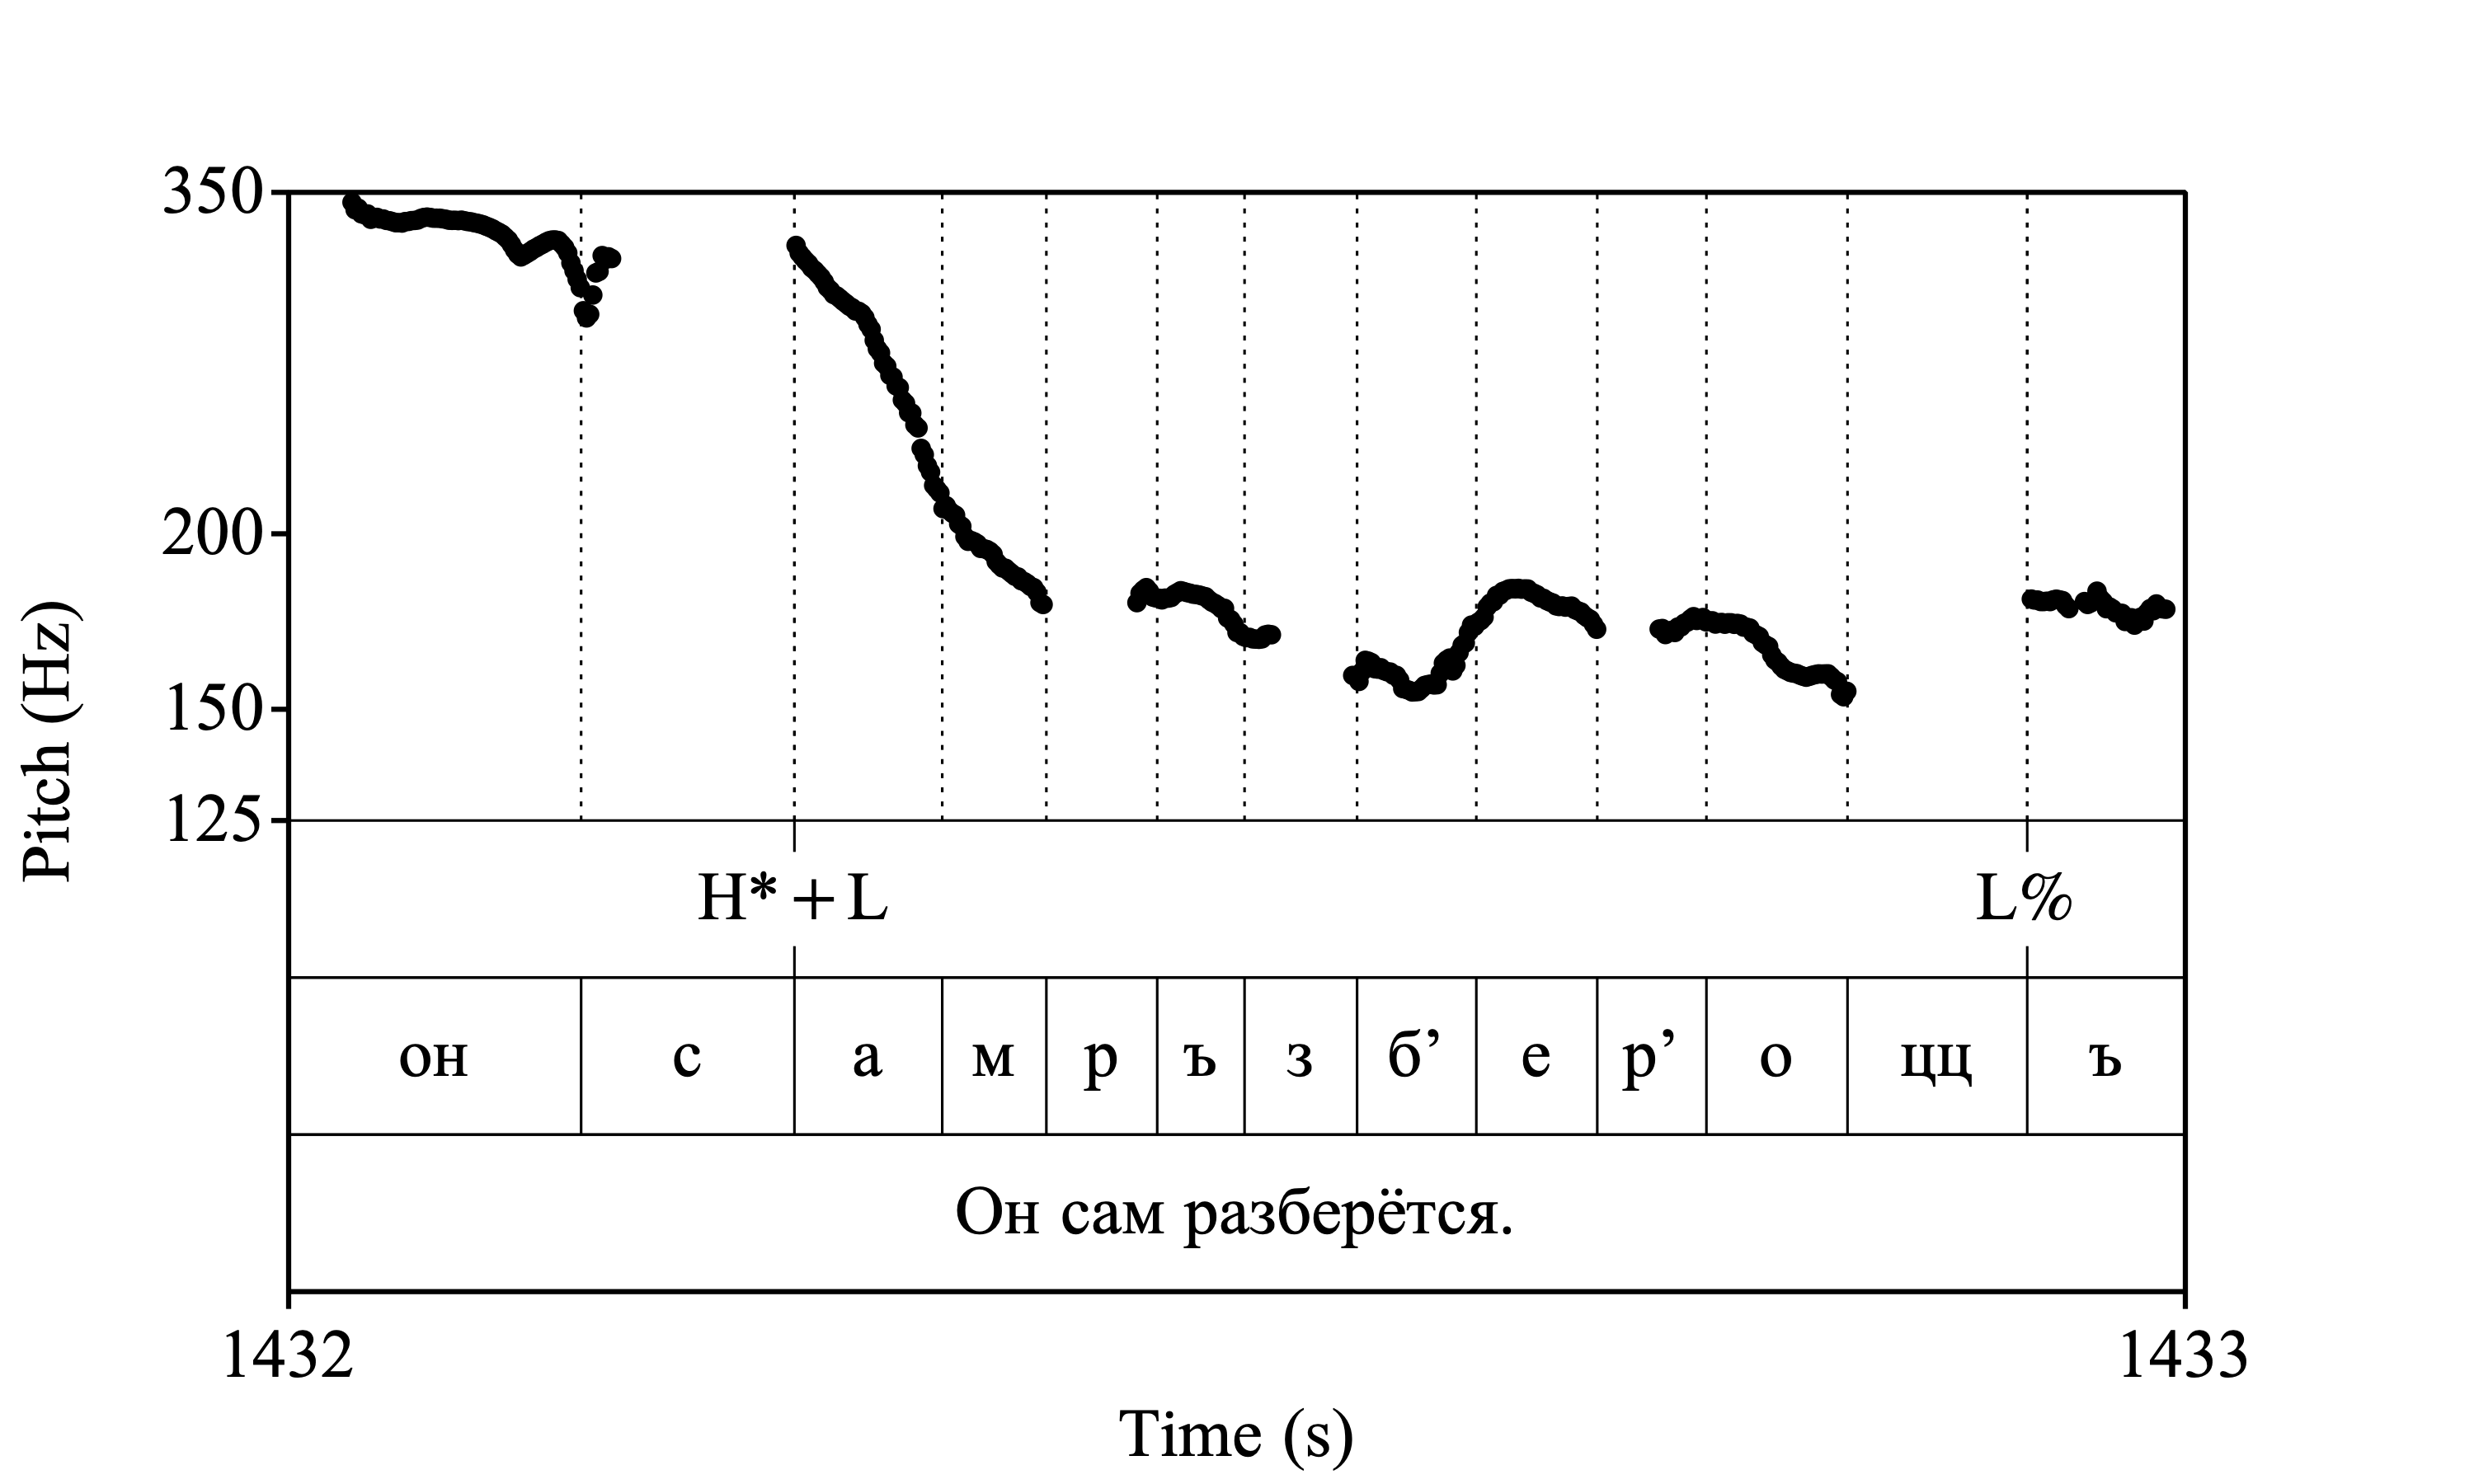 350
200
150
125
Pitch (Hz)
H*+L L%
он с а м р ъ з б’ е р’ о цц ъ
Он сам разберётся.
1432 1433
Time (s)